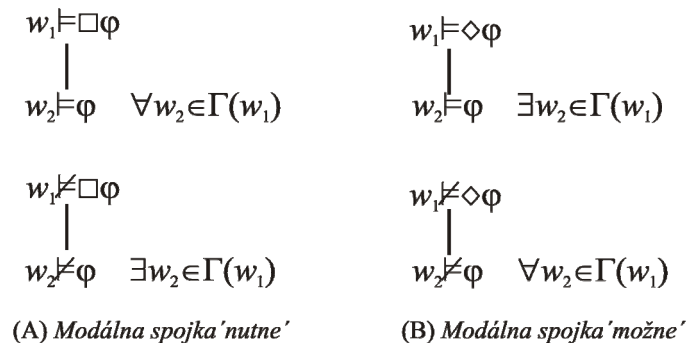 w₁⊨□φ
w₂⊨φ ∀w₂∈Γ(w₁)
w₁⊭□φ
w₂⊭φ ∃w₂∈Γ(w₁)
(A) Modálna spojka´nutne´
w₁⊨◇φ
w₂⊨φ ∃w₂∈Γ(w₁)
w₁⊭◇φ
w₂⊭φ ∀w₂∈Γ(w₁)
(B) Modálna spojka´možne´